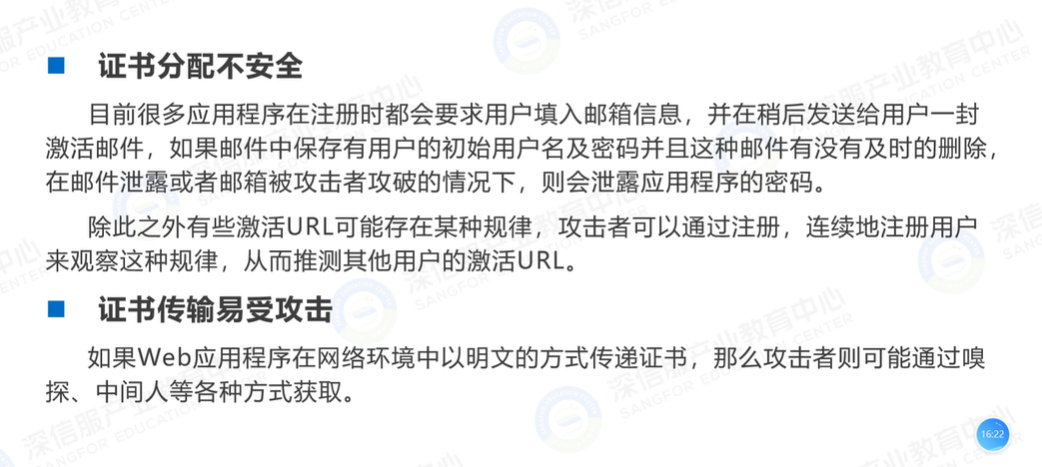 证书分配不安全
目前很多应用程序在注册时都会要求用户填入邮箱信息，并在稍后发送给用户一封
激活邮件，如果邮件中保存有用户的初始用户名及密码并且这种邮件有没有及时的删除，
在邮件泄露或者邮箱被攻击者攻破的情况下，则会泄露应用程序的密码。
除此之外有些激活URL可能存在某种规律，攻击者可以通过注册，连续地注册用户
来观察这种规律，从而推测其他用户的激活URL。
证书传输易受攻击
如果Web应用程序在网络环境中以明文的方式传递证书，那么攻击者则可能通过嗅
探、中间人等各种方式获取。
16:22
深信服产业教育中心
SANGFOR EDUCATION CENTER